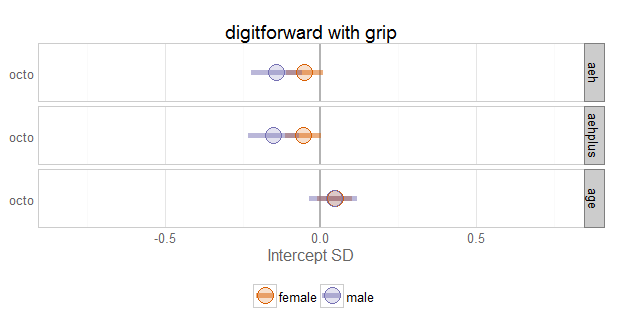 digitforward with grip
octo
aeh
octo
aehplus
octo
age
-0.5 0.0 0.5
Intercept SD
female male